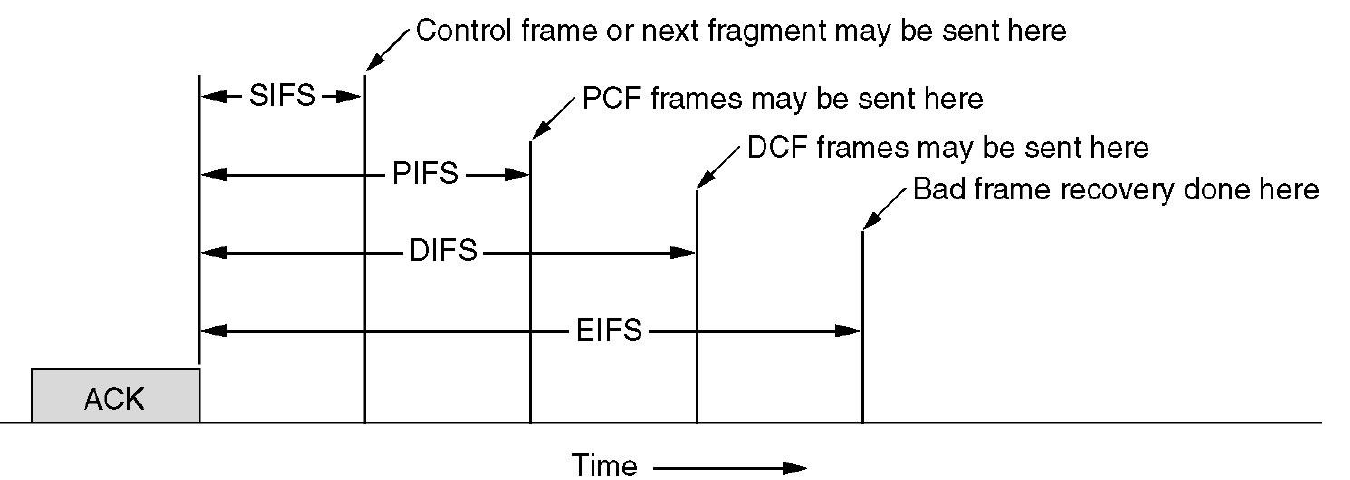 Control frame or next fragment may be sent here
SIFS
PCF frames may be sent here
DCF frames may be sent here
PIFS
Bad frame recovery done here
DIFS
EIFS
ACK
Time